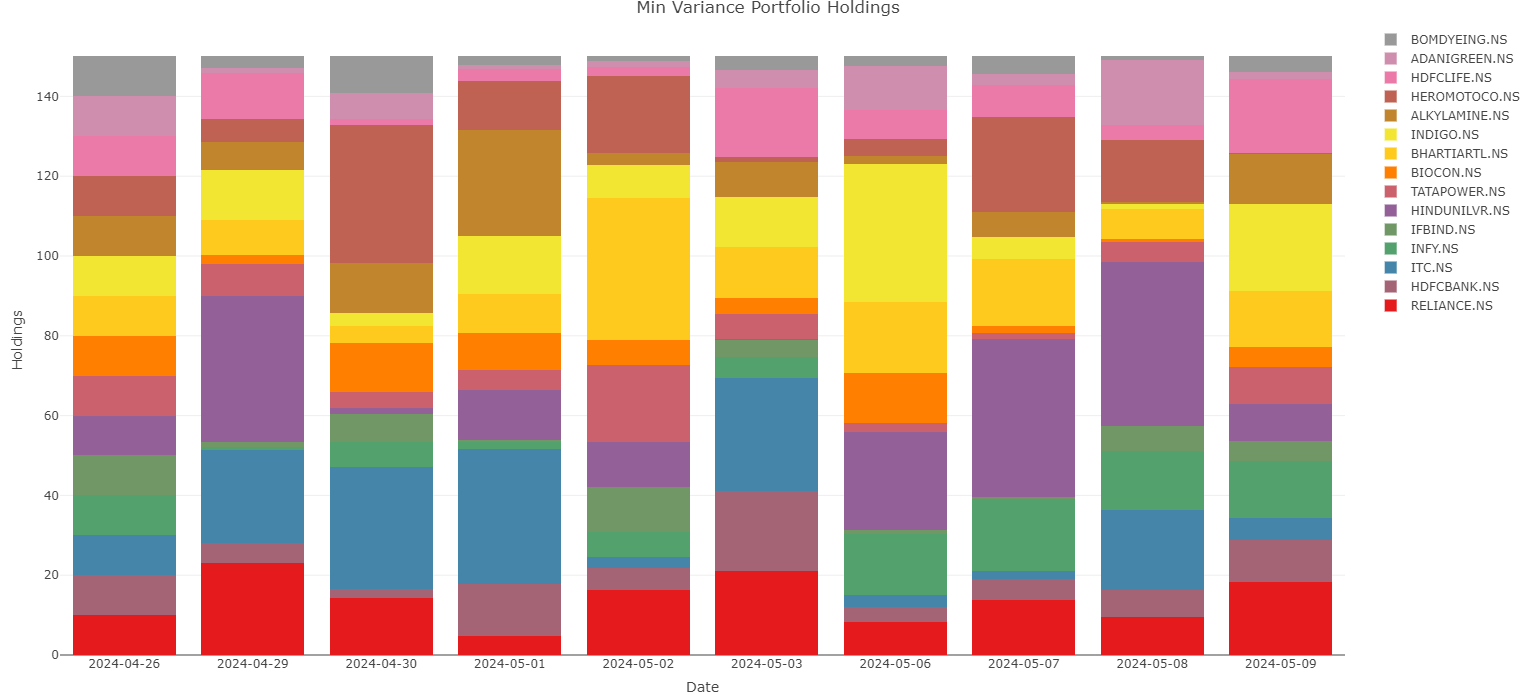 Min Variance Portfolio Holdings
BOMDYEING.NS
ADANIGREEN.NS
HDFCLIFE.NS
HEROMOTOCO.NS
ALKYLAMINE.NS
INDIGO.NS
BHARTIARTL.NS
BIOCON.NS
TATAPOWER.NS
HINDUNILVR.NS
IFBIND.NS
INFY.NS
ITC.NS
HDFCBANK.NS
RELIANCE.NS
Holdings
140
120
100
80
60
40
20
0
2024-04-26 2024-04-29 2024-04-30 2024-05-01 2024-05-02 2024-05-03 2024-05-06 2024-05-07 2024-05-08 2024-05-09
Date